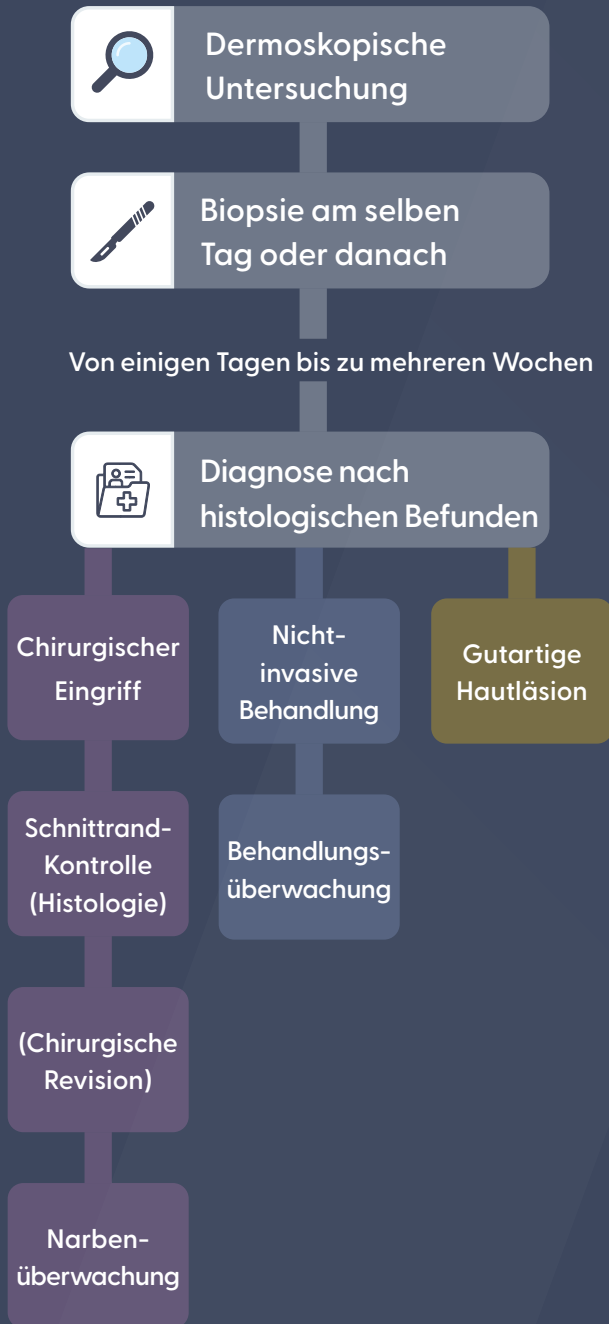 Dermoskopische
Untersuchung
Biopsie am selben
Tag oder danach
Von einigen Tagen bis zu mehreren Wochen
Diagnose nach
histologischen Befunden
Chirurgischer
Eingriff
Nicht-
invasive
Behandlung
Gutartige
Hautläsion
Schnittrand-
Kontrolle
(Histologie)
Behandlungs-
überwachung
(Chirurgische
Revision)
Narben-
überwachung